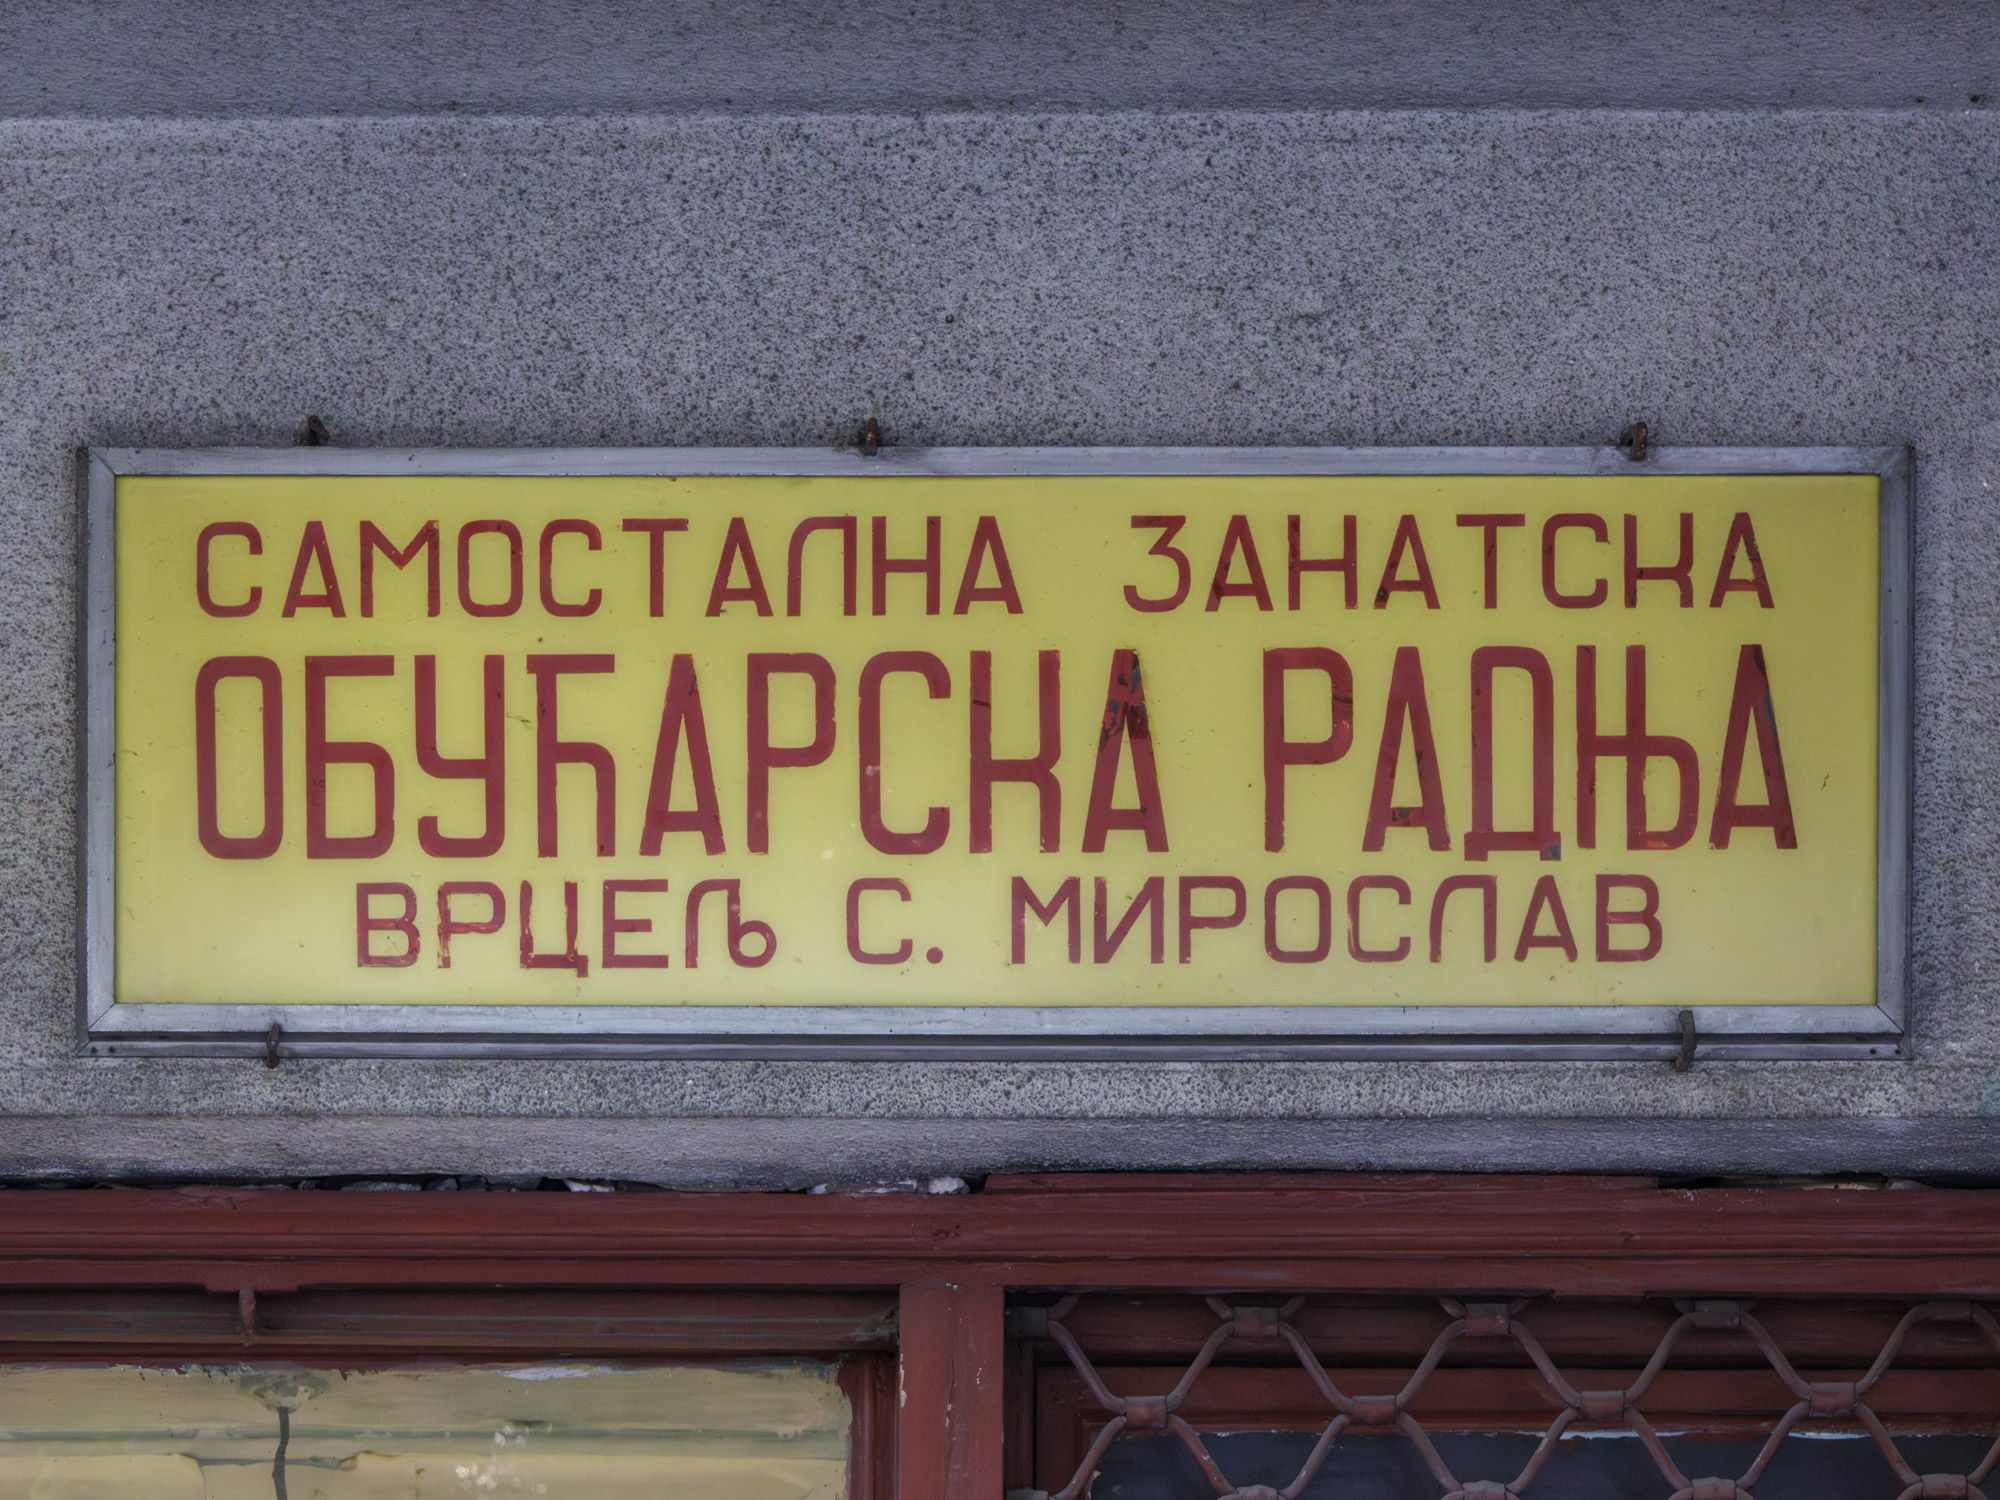 САМОСТАЛНА ЗАНАТСКА
ОБУЋАРСКА РАДЊА
ВРЦЕЉ С. МИРОСЛАВ